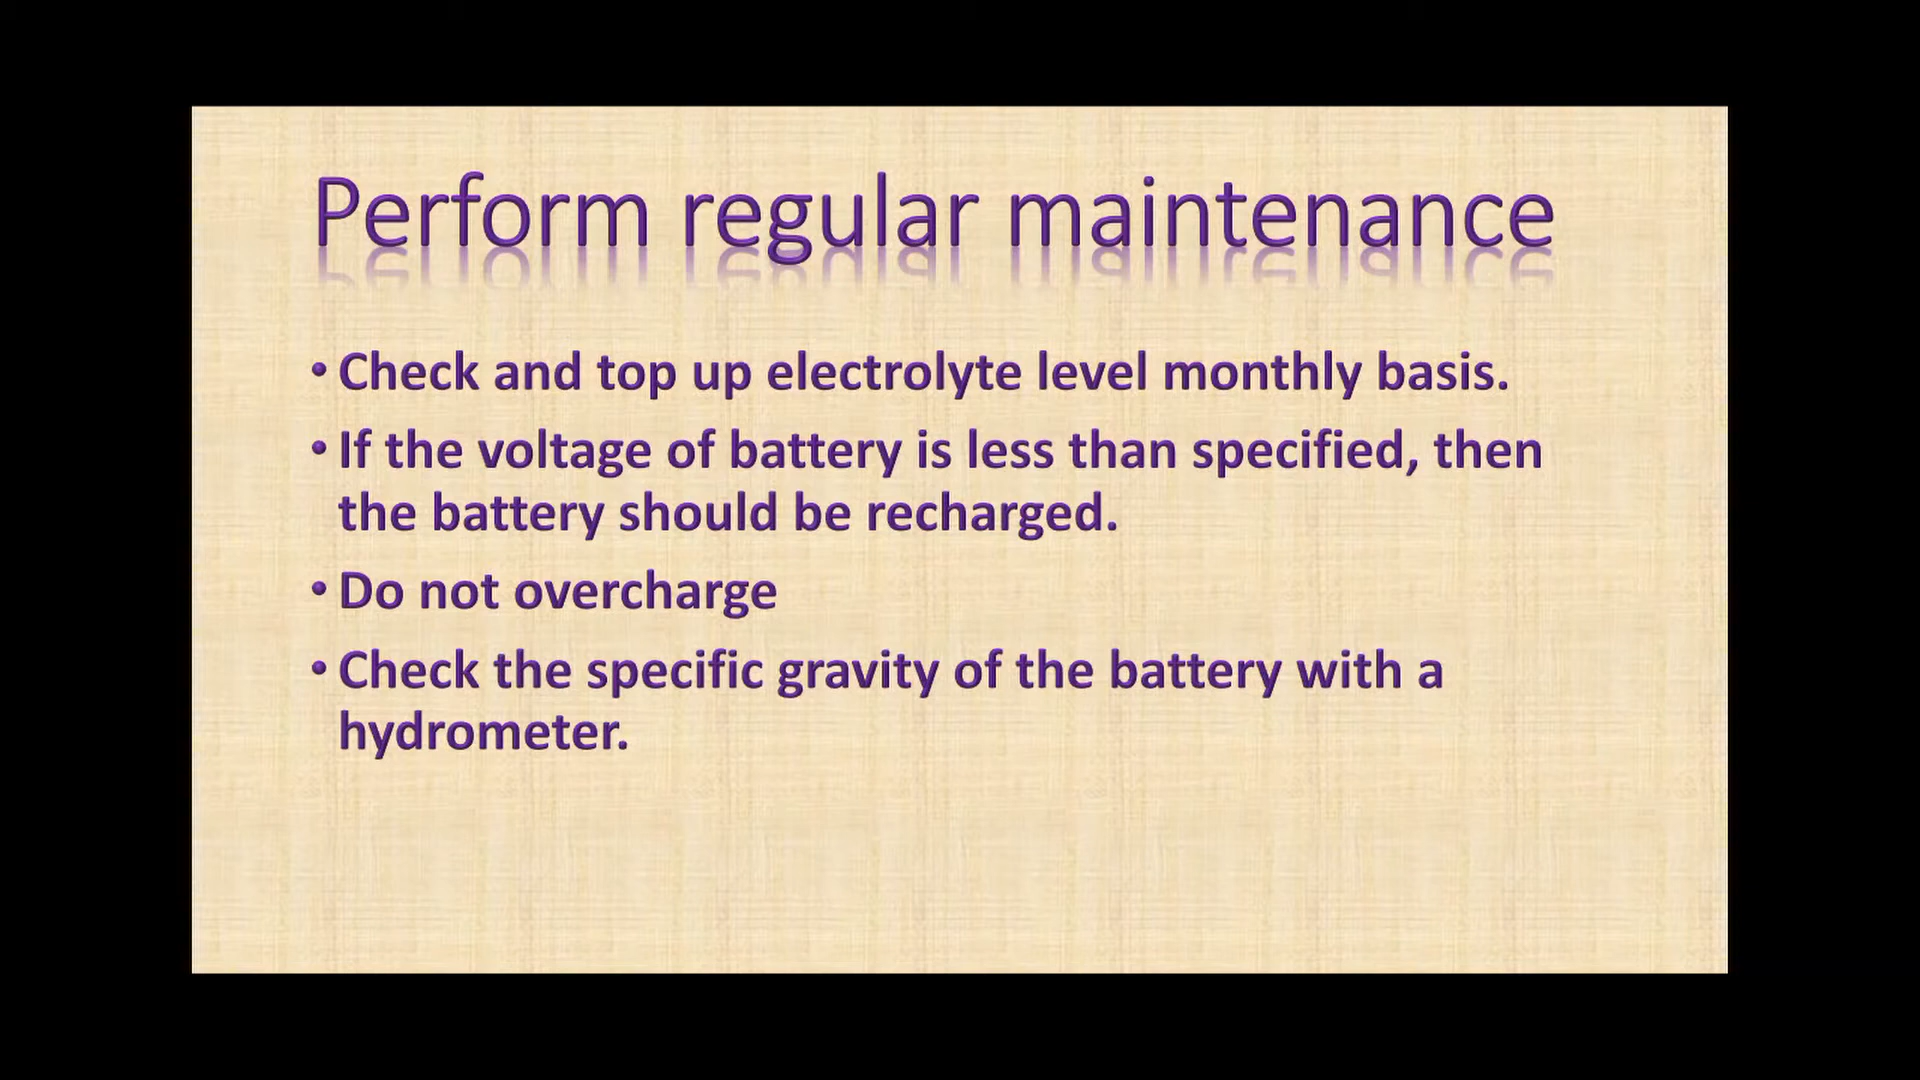 Perform regular maintenance
• Check and top up electrolyte level monthly basis.
• If the voltage of battery is less than specified, then
the battery should be recharged.
• Do not overcharge
• Check the specific gravity of the battery with a
hydrometer.